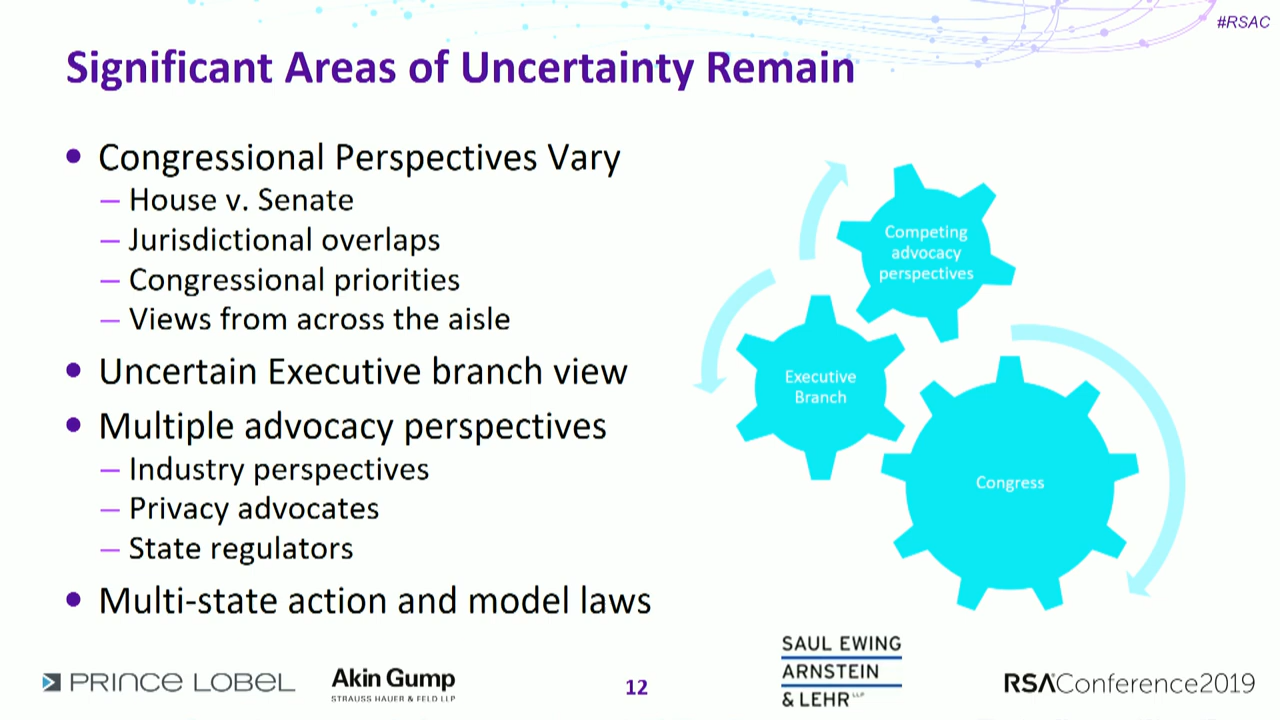 #RSAC
Significant Areas of Uncertainty Remain
• Congressional Perspectives Vary
– House v. Senate
– Jurisdictional overlaps
– Congressional priorities
– Views from across the aisle
• Uncertain Executive branch view
• Multiple advocacy perspectives
– Industry perspectives
– Privacy advocates
– State regulators
• Multi-state action and model laws
Competing
advocacy
perspectives
Executive
Branch
Congress
PRINCE LOBEL
Akin Gump
STRAUSS HAUER & FELD LLP
12
SAUL EWING
ARNSTEIN
& LEHR LLP
RSAConference2019